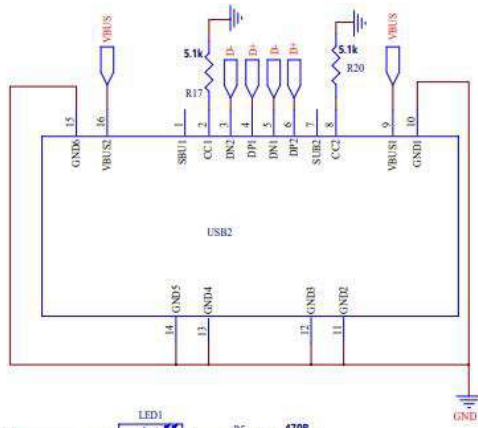 VBUS
D-
D+
D-
D+
VBUS
5.1k
R17
5.1k
R20
15
16
1
2
3
4
5
6
7
8
9
10
GND6
VBUS2
SBU1
CC1
DN2
DP1
DN1
DP2
SUB2
CC2
VBUS1
GND1
USB2
GND5
GND4
GND3
GND2
14
13
12
11
GND
LED1
470R